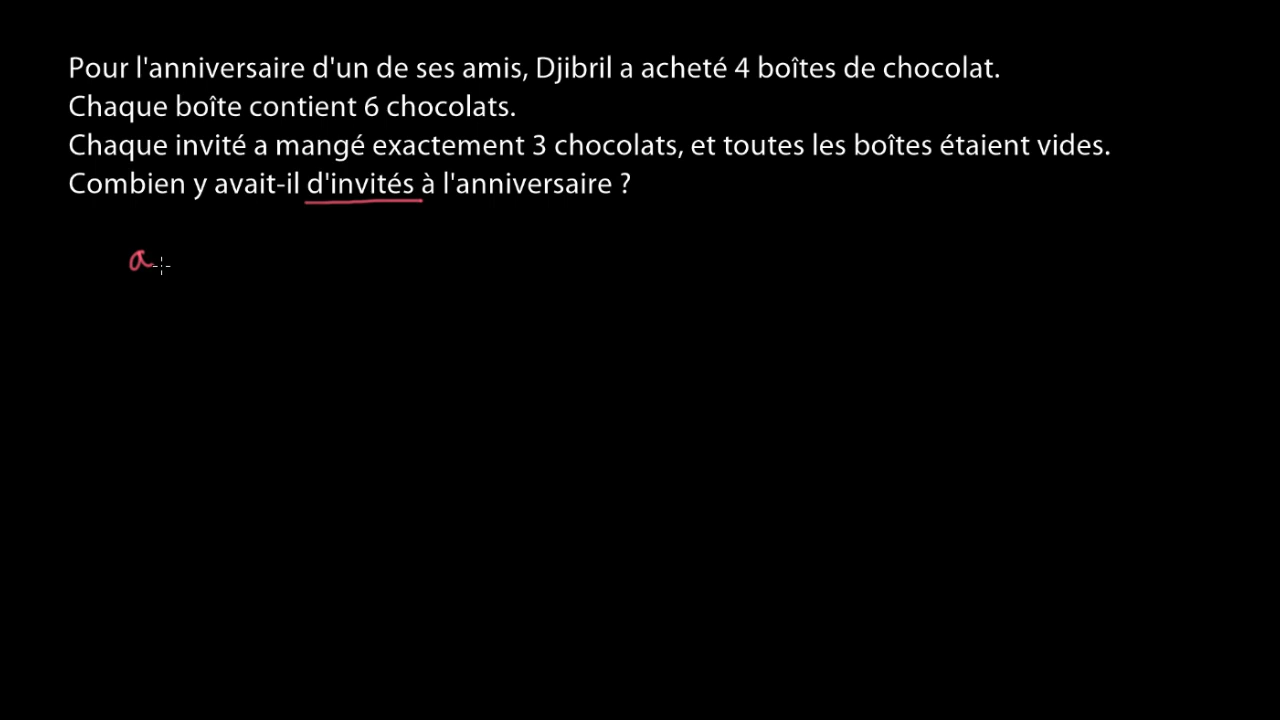 Pour l'anniversaire d'un de ses amis, Djibril a acheté 4 boîtes de chocolat.
Chaque boîte contient 6 chocolats.
Chaque invité a mangé exactement 3 chocolats, et toutes les boîtes étaient vides.
Combien y avait-il d'invités à l'anniversaire ?
a